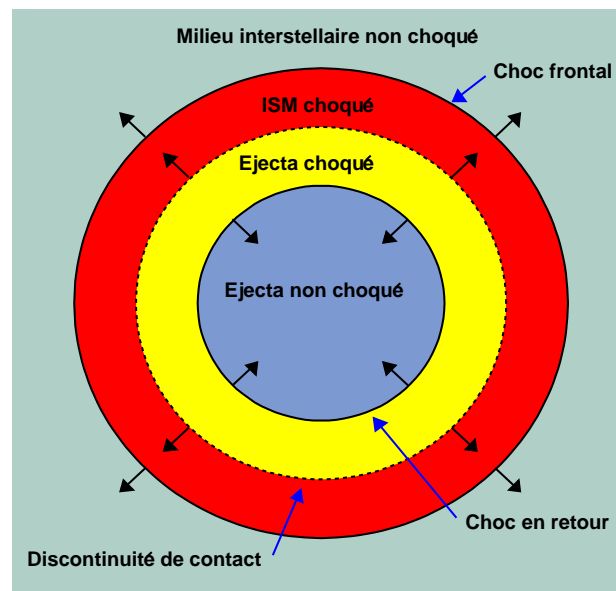 Milieu interstellaire non choqué
Choc frontal
ISM choqué
Ejecta choqué
Ejecta non choqué
Choc en retour
Discontinuité de contact